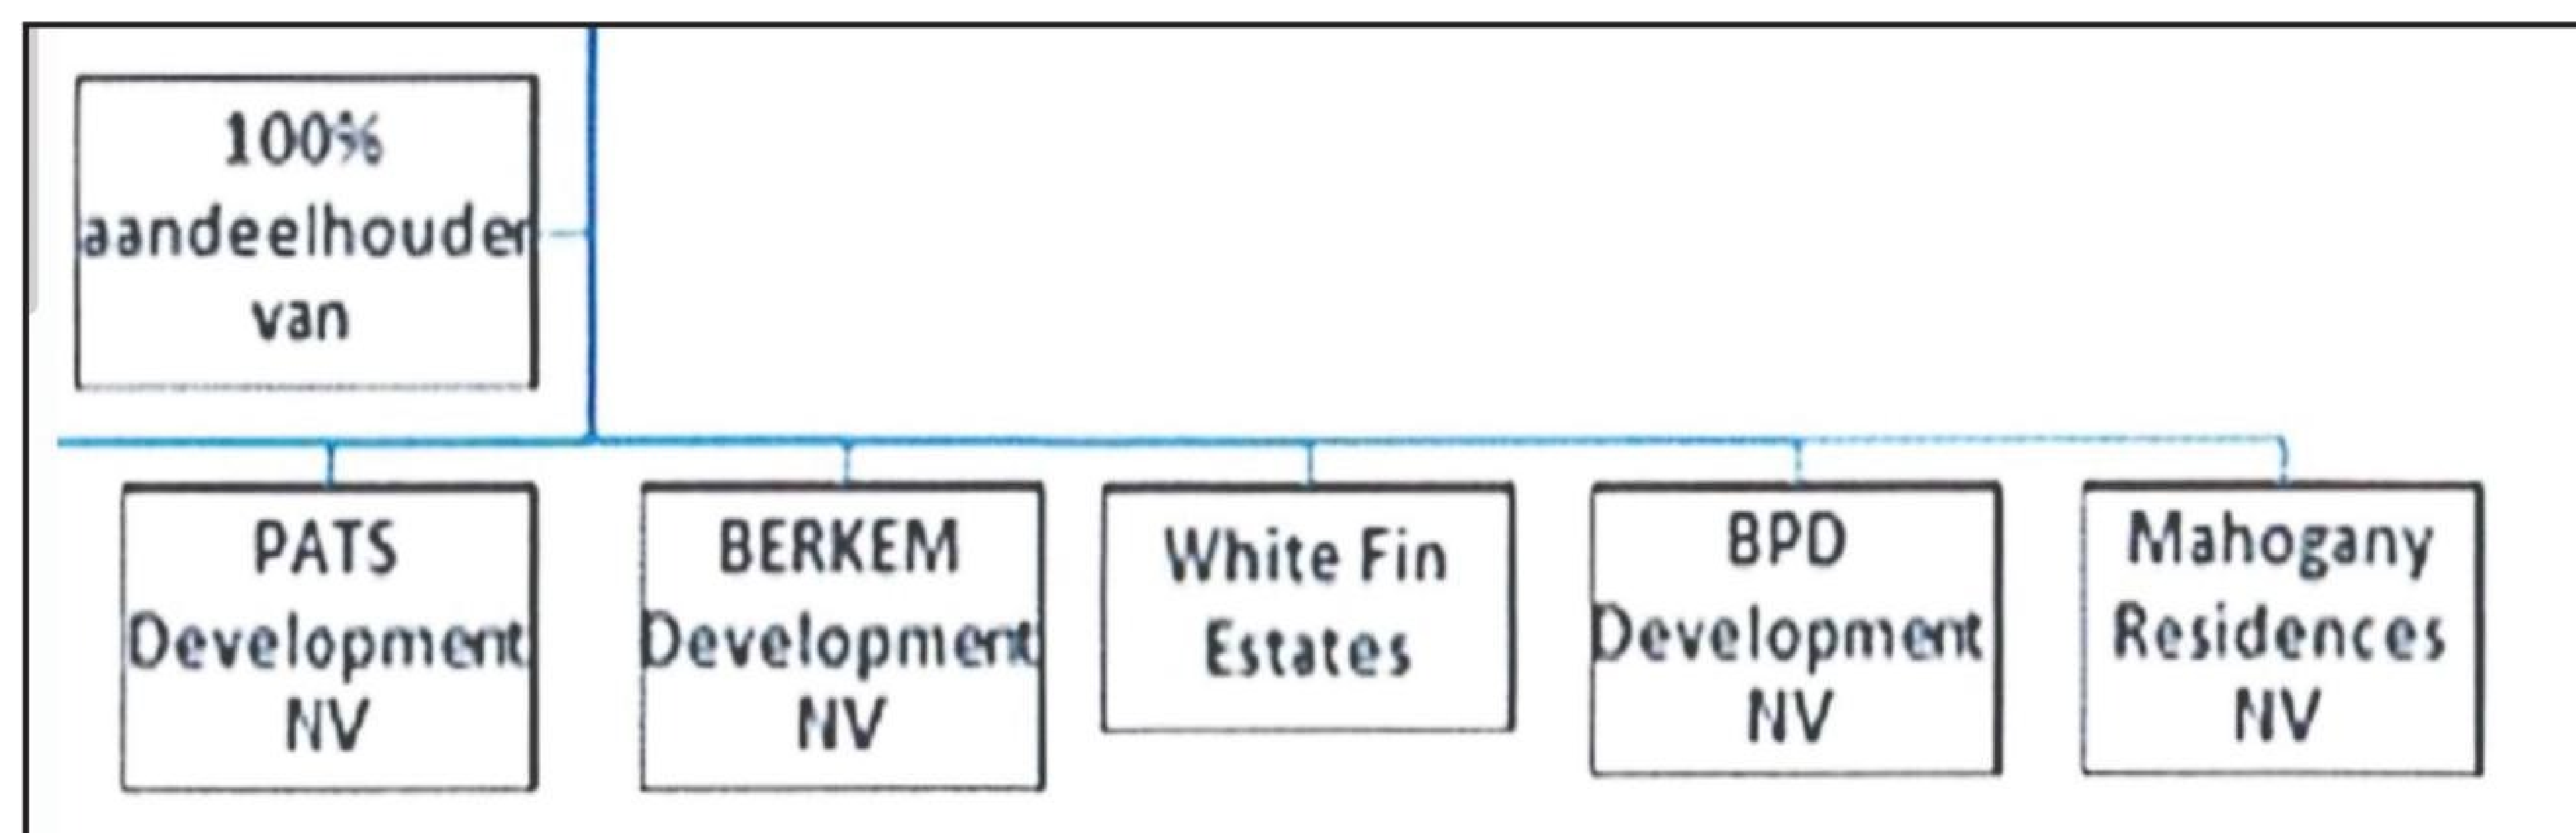 100%
aandeelhouder
van
PATS
Development
NV
BERKEM
Development
NV
White Fin
Estates
BPD
Development
NV
Mahogany
Residences
NV